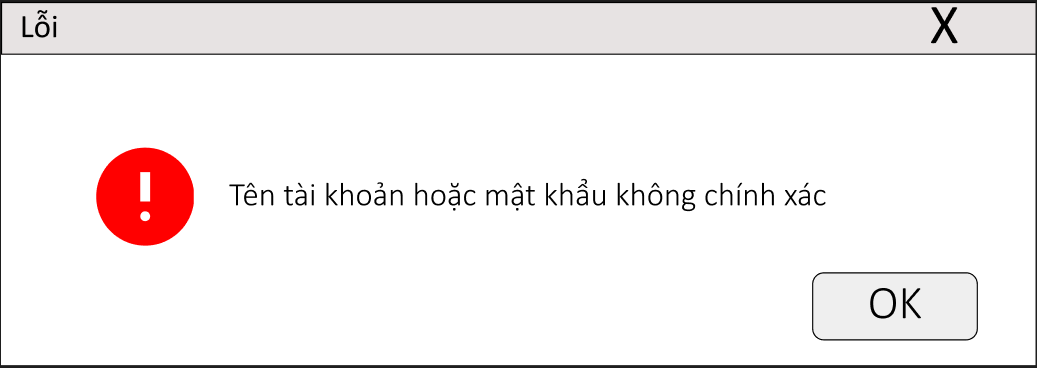 Lỗi
X
Tên tài khoản hoặc mật khẩu không chính xác
OK